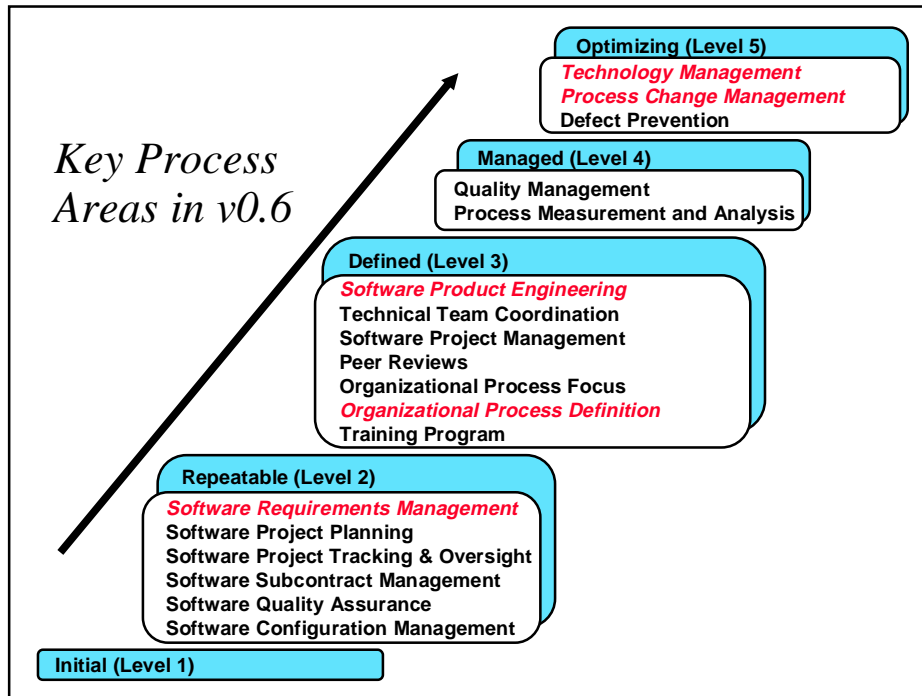 Key Process
Areas in v0.6
Optimizing (Level 5)
Technology Management
Process Change Management
Defect Prevention
Managed (Level 4)
Quality Management
Process Measurement and Analysis
Defined (Level 3)
Software Product Engineering
Technical Team Coordination
Software Project Management
Peer Reviews
Organizational Process Focus
Organizational Process Definition
Training Program
Repeatable (Level 2)
Software Requirements Management
Software Project Planning
Software Project Tracking & Oversight
Software Subcontract Management
Software Quality Assurance
Software Configuration Management
Initial (Level 1)